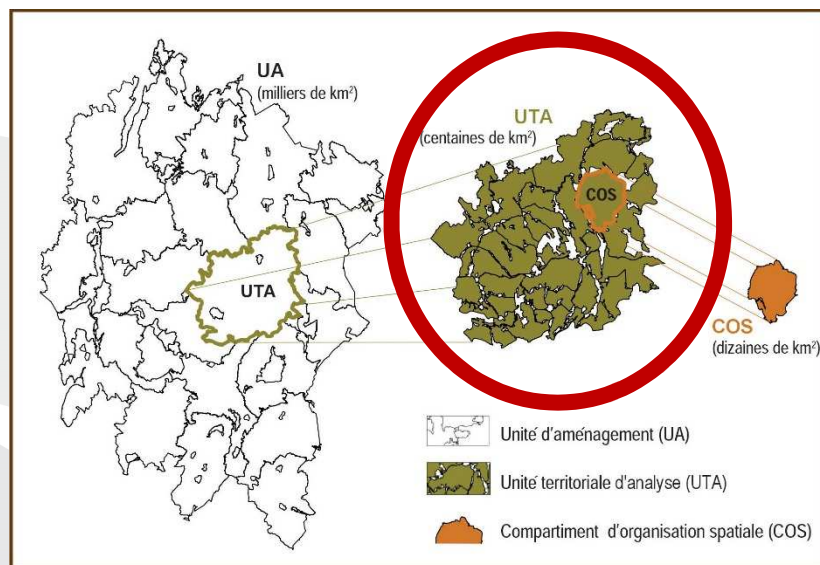 UA
(milliers de km²)
UTA
(centaines de km²)
COS
UTA
COS
(dizaines de km²)
Unité d'aménagement (UA)
Unité territoriale d'analyse (UTA)
Compartiment d'organisation spatiale (COS)